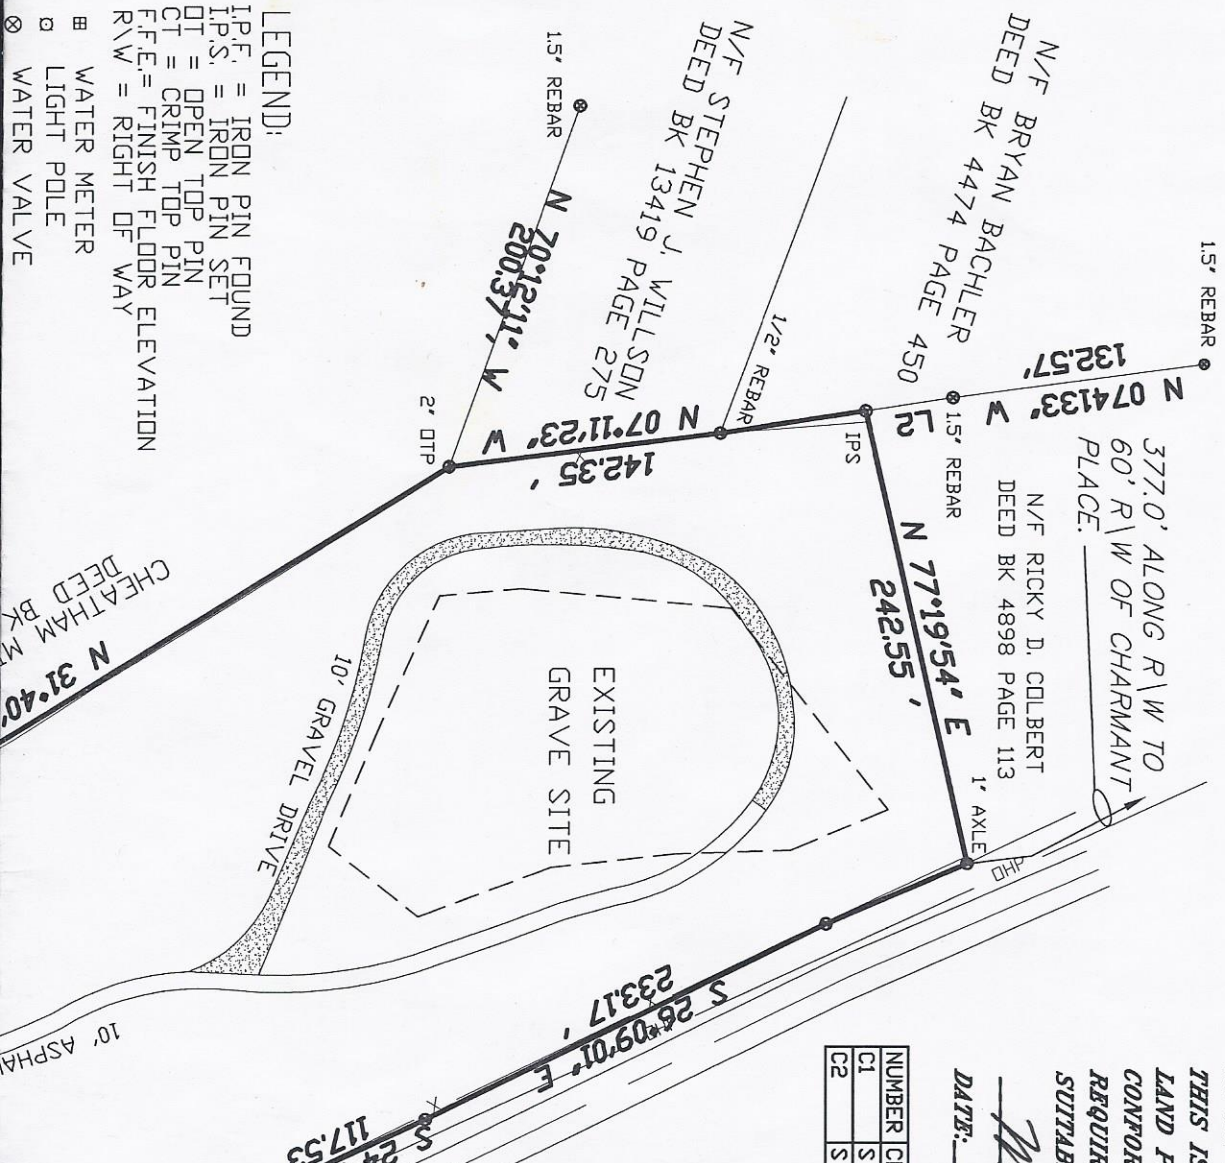 LEGEND:
I.P.F. = IRON PIN FOUND
I.P.S. = IRON PIN SET
OT = OPEN TOP PIN
CT = CRIMP TOP PIN
F.F.E.= FINISH FLOOR ELEVATION
R\W = RIGHT OF WAY
WATER METER
LIGHT POLE
WATER VALVE
1.5" REBAR
N 70°12'11" W
200.37'
N/F STEPHEN J. WILLSON
DEED BK 13419 PAGE 275
N/F BRYAN BACHLER
DEED BK 4474 PAGE 450
1.5" REBAR
132.57'
N 074133" W
L2
1.5" REBAR
1/2" REBAR
IPS
2" OTP
N 07°11'23" W
142.35 '
377.0' ALONG R\W TO
60' R\W OF CHARMANT
PLACE.
N/F RICKY D. COLBERT
DEED BK 4898 PAGE 113
N 77°19'54" E
242.55 '
1" AXLE
OHP
EXISTING
GRAVE SITE
10' GRAVEL DRIVE
CHEATHAM
DEED BK
N 31°40'
10' ASPHA
S 26°09'01" E
233.17 '
117.53
NUMBER
C1
C2
THIS IS
LAND
CONFOR
REQUIR
SUITAB
DATE: